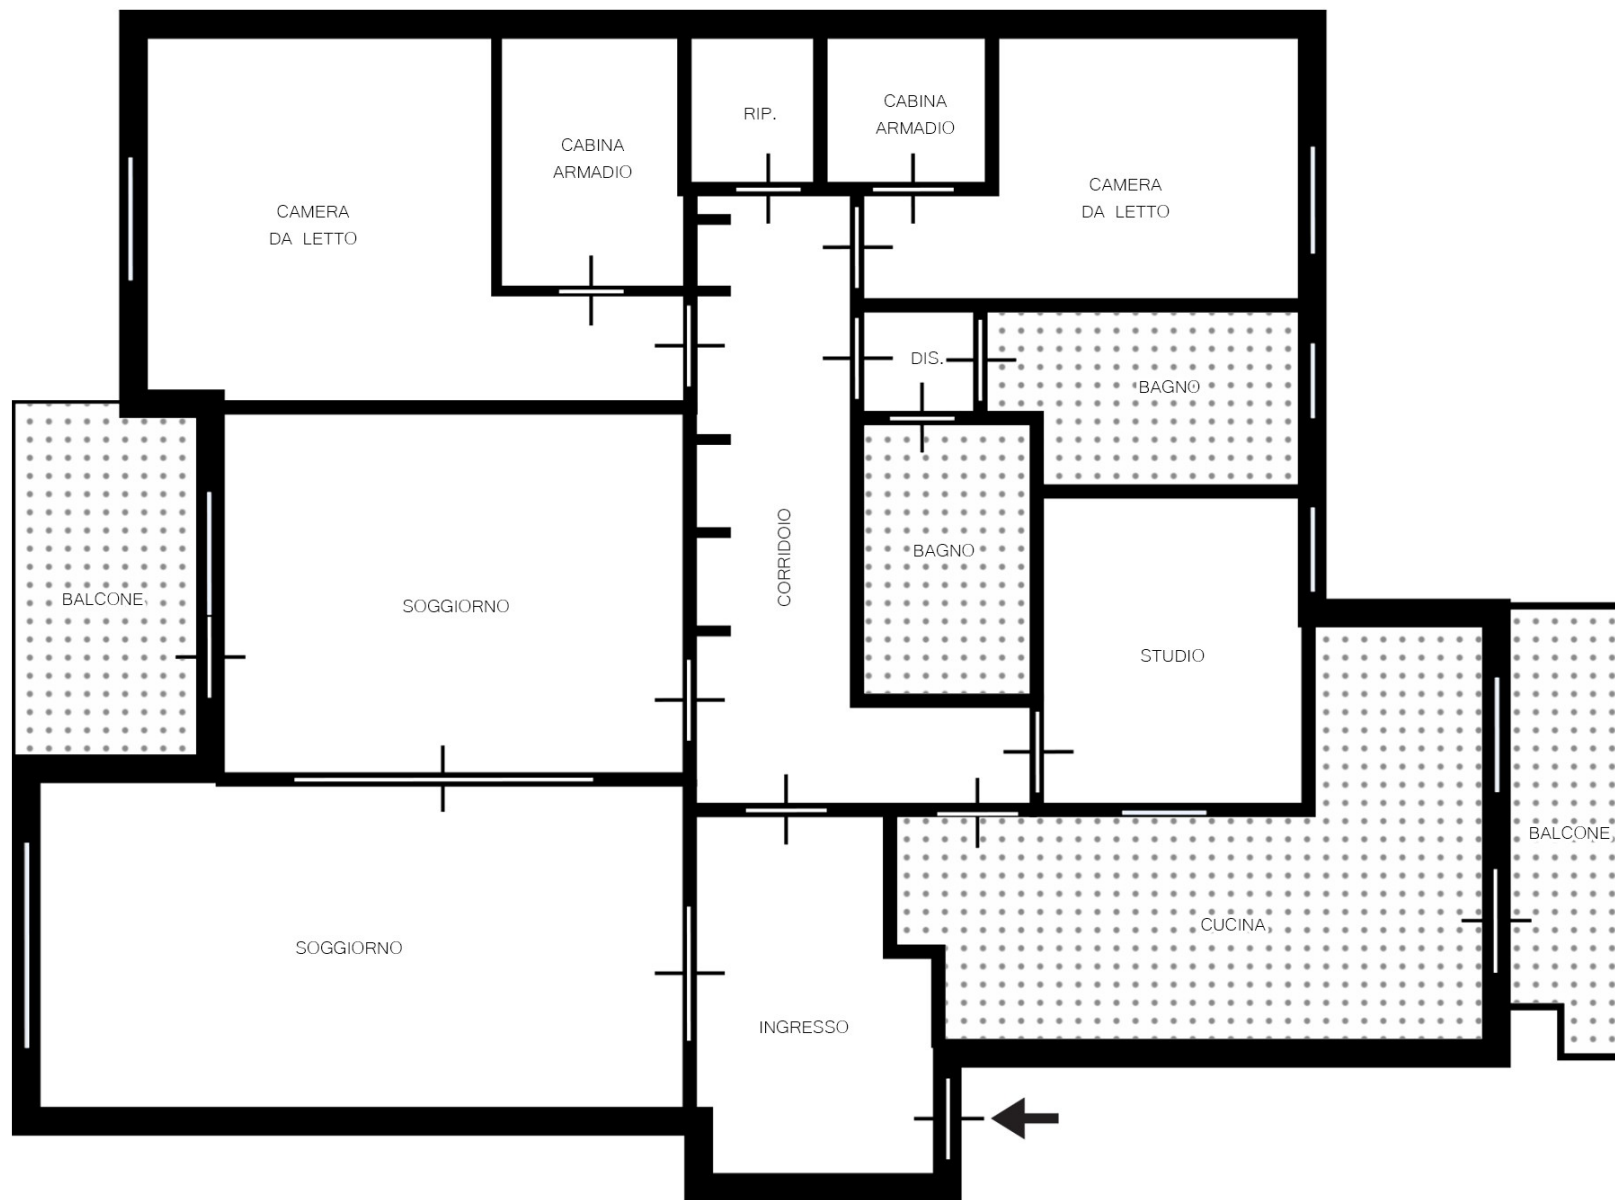 RIP.
CABINA
ARMADIO
CABINA
ARMADIO
CAMERA
DA LETTO
CAMERA
DA LETTO
DIS.
BAGNO
CORRIDOIO
BAGNO
BALCONE
SOGGIORNO
STUDIO
BALCONE
CUCINA
SOGGIORNO
INGRESSO